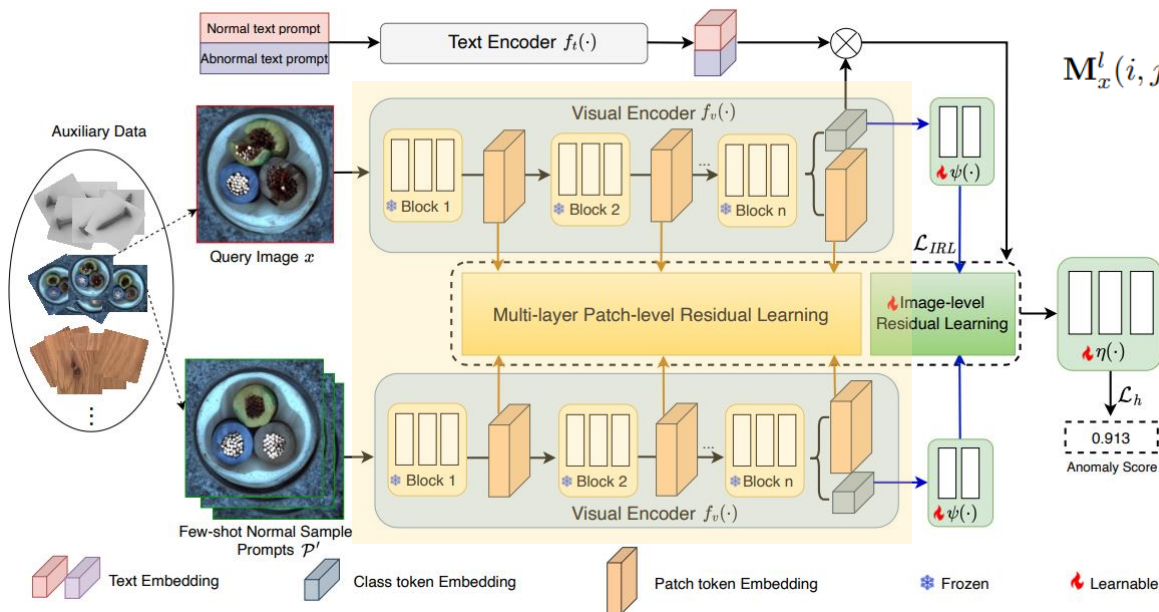 Normal text prompt
Abnormal text prompt
Text Encoder f_t(·)
M_x^l(i, j
Auxiliary Data
Visual Encoder f_v(·)
Block 1
Block 2
...
Block n
ψ(·)
Query Image x
L_IRL
Multi-layer Patch-level Residual Learning
Image-level
Residual Learning
η(·)
L_h
0.913
Anomaly Score
Block 1
Block 2
...
Block n
ψ(·)
Visual Encoder f_v(·)
Few-shot Normal Sample
Prompts P'
Text Embedding
Class token Embedding
Patch token Embedding
Frozen
Learnable